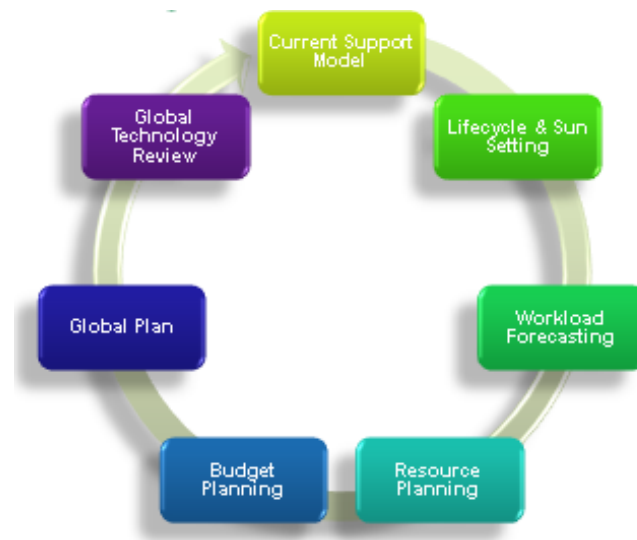 Current Support
Model
Lifecycle & Sun
Setting
Workload
Forecasting
Resource
Planning
Budget
Planning
Global Plan
Global
Technology
Review